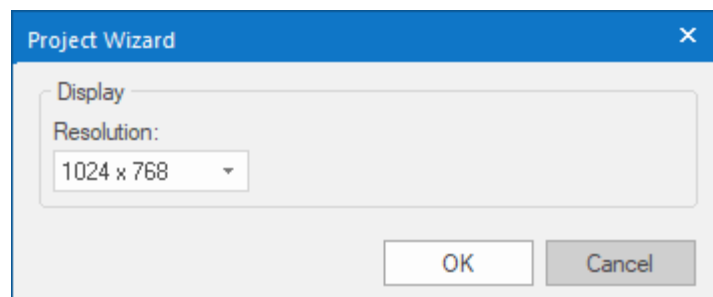 Project Wizard
Display
Resolution:
1024 x 768
OK Cancel